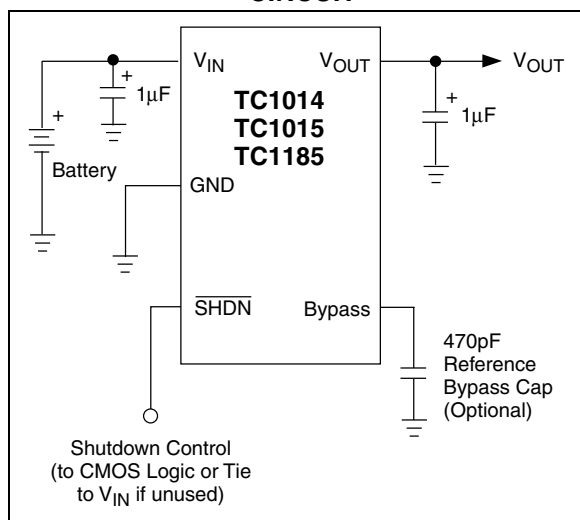 V_IN
V_OUT
V_OUT
+
1µF
+
1µF
TC1014
TC1015
TC1185
+
Battery
GND
SHDN
Bypass
470pF
Reference
Bypass Cap
(Optional)
Shutdown Control
(to CMOS Logic or Tie
to V_IN if unused)